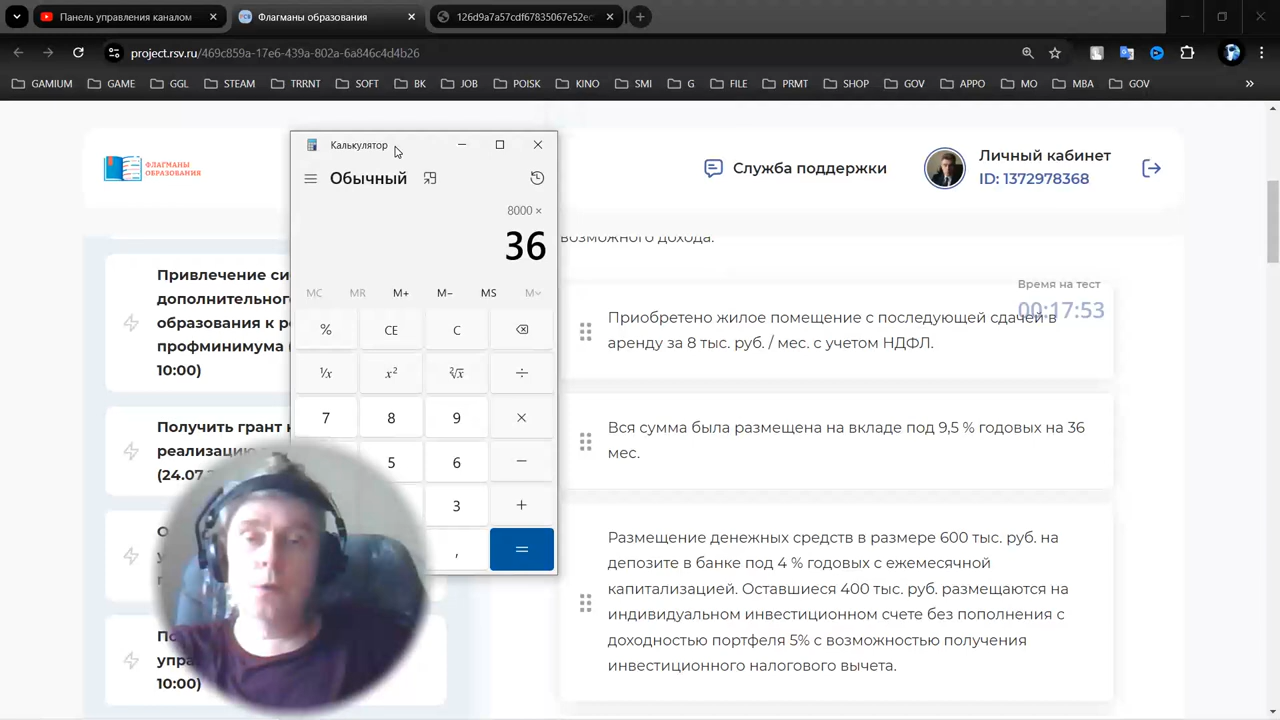 Панель управления каналом
Флагманы образования
126d9a7a57cdf67835067e52ec
project.rsv.ru/469c859a-17e6-439a-802a-6a846c4d4b26
GAMIUM
GAME
GGL
STEAM
TRRNT
SOFT
BK
JOB
POISK
KINO
SMI
G
FILE
PRMT
SHOP
GOV
APPO
MO
MBA
GOV
ФЛАГМАНЫ
ОБРАЗОВАНИЯ
Служба поддержки
Личный кабинет
ID: 1372978368
Калькулятор
Обычный
8000 ×
36
MC MR M+ M− MS M
% CE C
¹/x x² ²√x ÷
7 8 9 ×
5 6 −
3 +
, =
Привлечение си
дополнительног
образования к р
профминимума (
10:00)
Получить грант н
реализацию
(24.07.2
О
у
По
упра
10:00)
возможного дохода.
Время на тест
00:17:53
Приобретено жилое помещение с последующей сдачей в
аренду за 8 тыс. руб. / мес. с учетом НДФЛ.
Вся сумма была размещена на вкладе под 9,5 % годовых на 36
мес.
Размещение денежных средств в размере 600 тыс. руб. на
депозите в банке под 4 % годовых с ежемесячной
капитализацией. Оставшиеся 400 тыс. руб. размещаются на
индивидуальном инвестиционном счете без пополнения с
доходностью портфеля 5% с возможностью получения
инвестиционного налогового вычета.